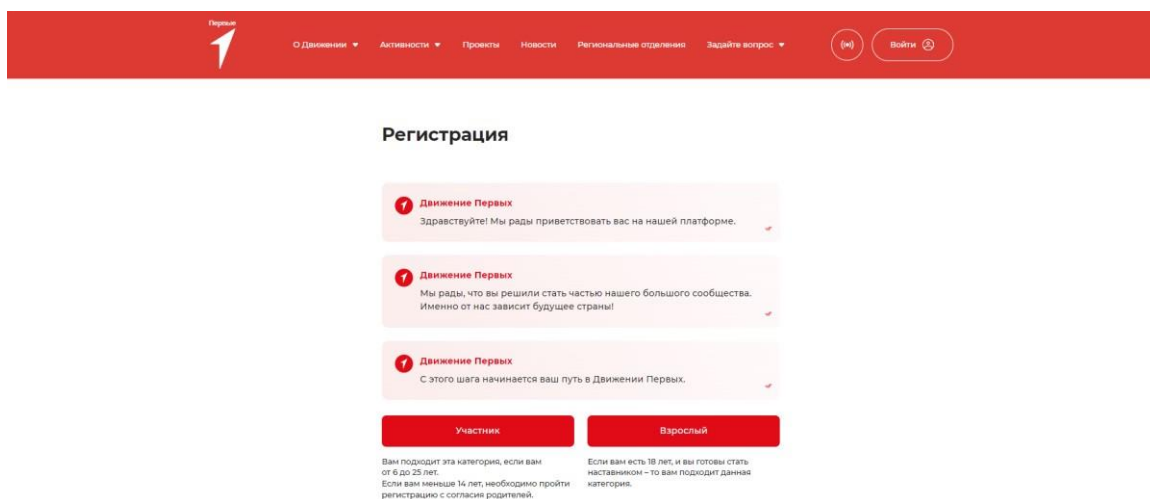 Первые
О Движении Активности Проекты Новости Региональные отделения Задайте вопрос Войти
Регистрация
Движение Первых
Здравствуйте! Мы рады приветствовать вас на нашей платформе.
Движение Первых
Мы рады, что вы решили стать частью нашего большого сообщества.
Именно от нас зависит будущее страны!
Движение Первых
С этого шага начинается ваш путь в Движении Первых.
Участник Взрослый
Вам подходит эта категория, если вам
от 6 до 25 лет.
Если вам меньше 14 лет, необходимо пройти
регистрацию с согласия родителей.
Если вам есть 18 лет, и вы готовы стать
наставником – то вам подходит данная
категория.